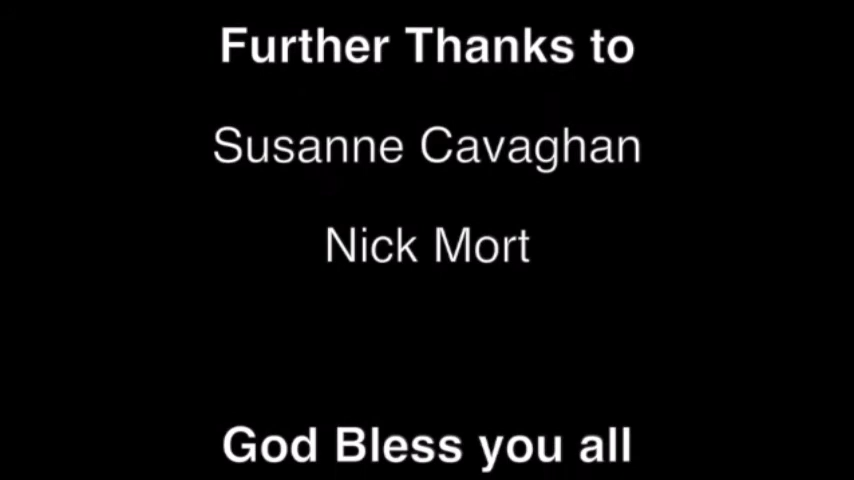 Further Thanks to
Susanne Cavaghan
Nick Mort
God Bless you all